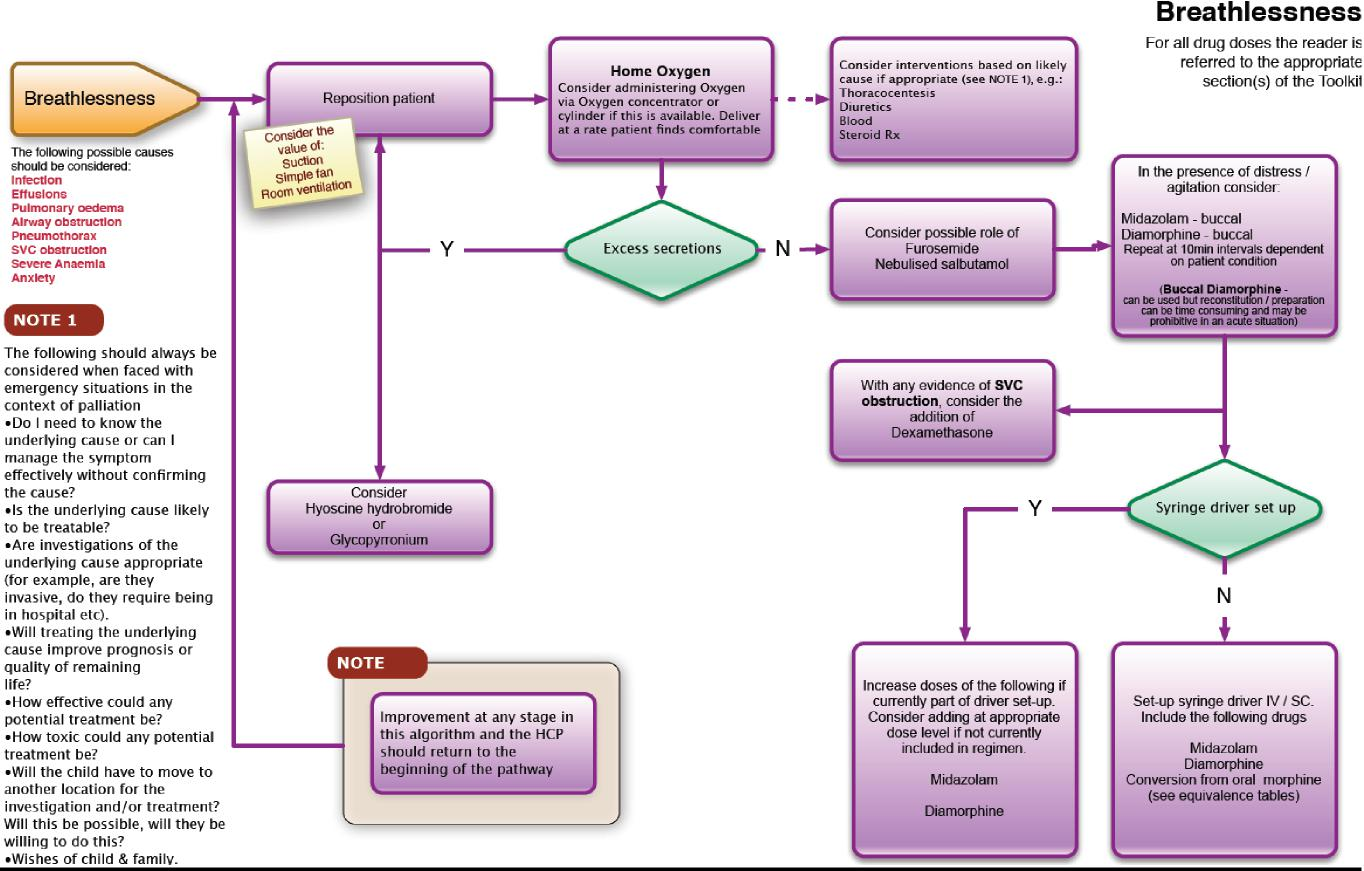 Breathlessness
For all drug doses the reader is
referred to the appropriate
section(s) of the Toolkit
Breathlessness
The following possible causes
should be considered:
Infection
Effusions
Pulmonary oedema
Airway obstruction
Pneumothorax
SVC obstruction
Severe Anaemia
Anxiety
Reposition patient
Consider the
value of:
Suction
Simple fan
Room ventilation
Home Oxygen
Consider administering Oxygen
via Oxygen concentrator or
cylinder if this is available. Deliver
at a rate patient finds comfortable
Consider interventions based on likely
cause if appropriate (see NOTE 1), e.g.:
Thoracocentesis
Diuretics
Blood
Steroid Rx
Excess secretions
Y
N
Consider possible role of
Furosemide
Nebulised salbutamol
In the presence of distress /
agitation consider:
Midazolam - buccal
Diamorphine - buccal
Repeat at 10min intervals dependent
on patient condition
(Buccal Diamorphine -
can be used but reconstitution / preparation
can be time consuming and may be
prohibitive in an acute situation)
With any evidence of SVC
obstruction, consider the
addition of
Dexamethasone
Consider
Hyoscine hydrobromide
or
Glycopyrronium
Syringe driver set up
Y
N
Increase doses of the following if
currently part of driver set-up.
Consider adding at appropriate
dose level if not currently
included in regimen.
Midazolam
Diamorphine
Set-up syringe driver IV / SC.
Include the following drugs
Midazolam
Diamorphine
Conversion from oral morphine
(see equivalence tables)
NOTE 1
The following should always be
considered when faced with
emergency situations in the
context of palliation
•Do I need to know the
underlying cause or can I
manage the symptom
effectively without confirming
the cause?
•Is the underlying cause likely
to be treatable?
•Are investigations of the
underlying cause appropriate
(for example, are they
invasive, do they require being
in hospital etc).
•Will treating the underlying
cause improve prognosis or
quality of remaining
life?
•How effective could any
potential treatment be?
•How toxic could any potential
treatment be?
•Will the child have to move to
another location for the
investigation and/or treatment?
Will this be possible, will they be
willing to do this?
•Wishes of child & family.
NOTE
Improvement at any stage in
this algorithm and the HCP
should return to the
beginning of the pathway